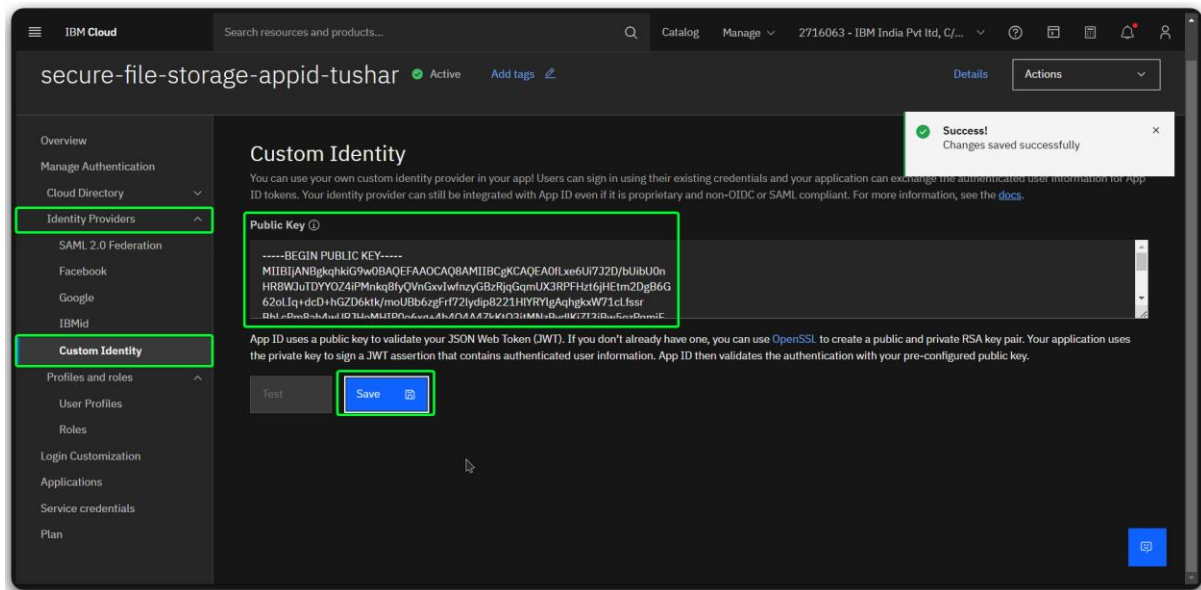 IBM Cloud
Search resources and products...
Catalog
Manage
2716063 - IBM India Pvt ltd, C/...
secure-file-storage-appid-tushar
Active
Add tags
Details
Actions
Success!
Changes saved successfully
Overview
Manage Authentication
Cloud Directory
Identity Providers
SAML 2.0 Federation
Facebook
Google
IBMid
Custom Identity
Profiles and roles
User Profiles
Roles
Login Customization
Applications
Service credentials
Plan
Custom Identity
You can use your own custom identity provider in your app! Users can sign in using their existing credentials and your application can exchange the authenticated user information for App
ID tokens. Your identity provider can still be integrated with App ID even if it is proprietary and non-OIDC or SAML compliant. For more information, see the docs.
Public Key
-----BEGIN PUBLIC KEY-----
MIIBIjANBgkqhkiG9w0BAQEFAAOCAQ8AMIIBCgKCAQEA0fLxe6Ui7J2D/bUibU0n
HR8WJuTDYYOZ4iPMnkq8fyQVnGxvIwfnzyGBzRjqGqmUX3RPFHzt6jHEtm2DgB6G
62oLIq+dcD+hGZD6ktk/moUBb6zgFrf72lydip8221HlYRYIgAqhgkxW71cLfssr
App ID uses a public key to validate your JSON Web Token (JWT). If you don't already have one, you can use OpenSSL to create a public and private RSA key pair. Your application uses
the private key to sign a JWT assertion that contains authenticated user information. App ID then validates the authentication with your pre-configured public key.
Test
Save